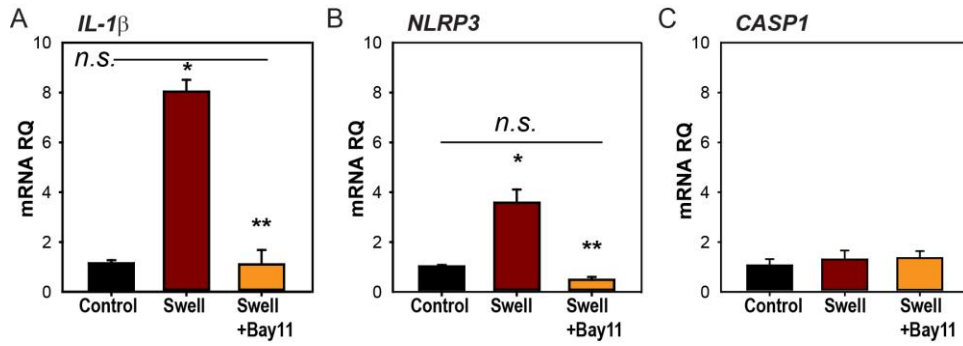 A IL-1β
mRNA RQ
10
8
6
4
2
0
n.s.
*
**
Control Swell Swell
+Bay11
B NLRP3
mRNA RQ
10
8
6
4
2
0
n.s.
*
**
Control Swell Swell
+Bay11
C CASP1
mRNA RQ
10
8
6
4
2
0
Control Swell Swell
+Bay11